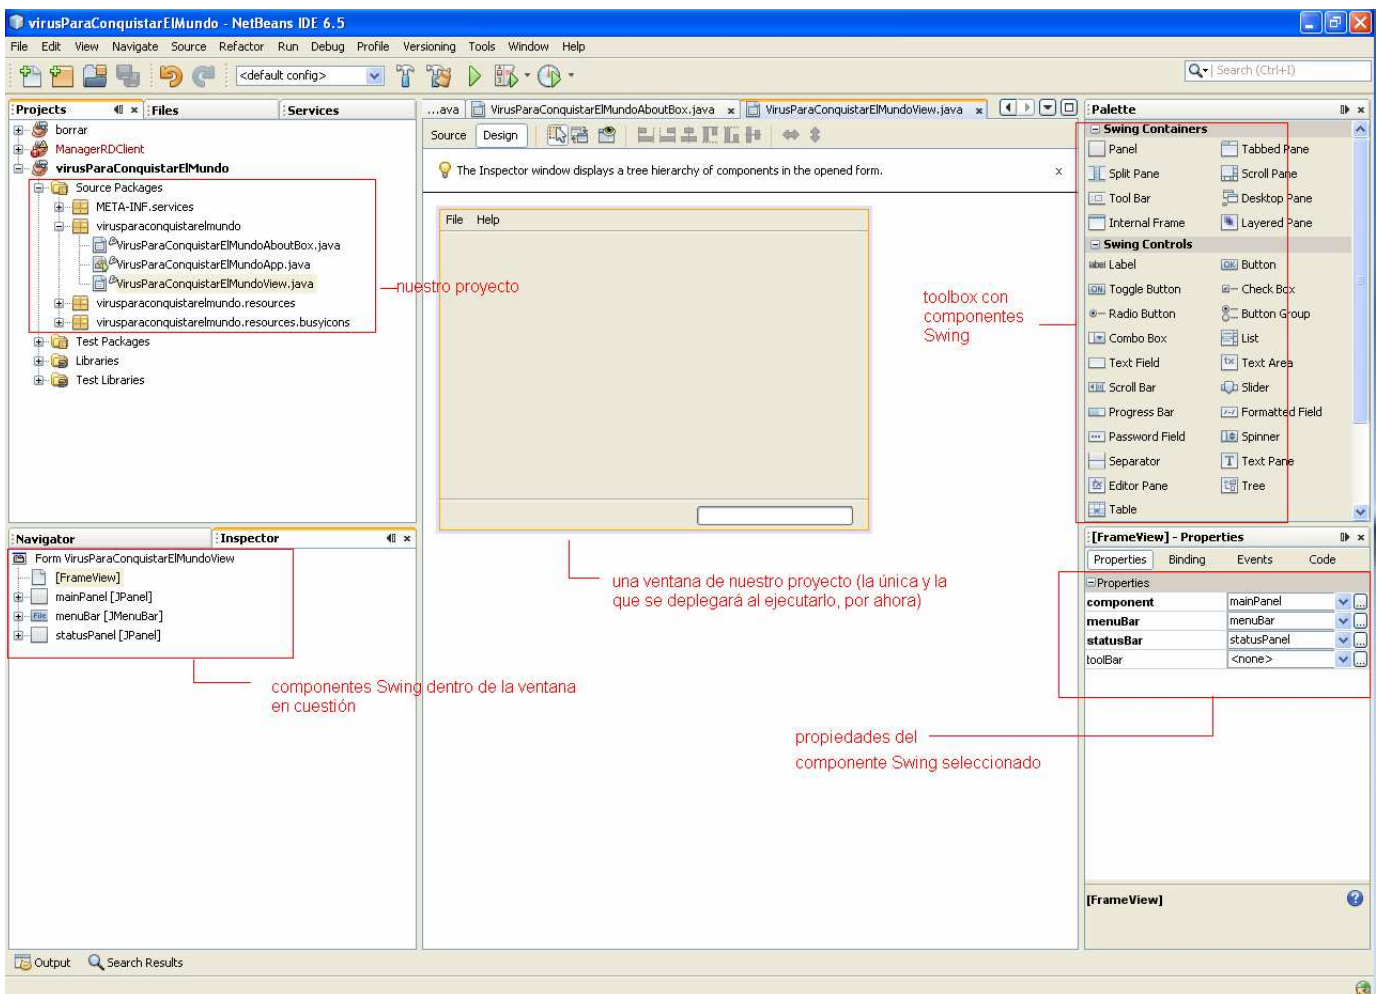 virusParaConquistarElMundo - NetBeans IDE 6.5
File Edit View Navigate Source Refactor Run Debug Profile Versioning Tools Window Help
<default config>
Search (Ctrl+I)
Projects Files Services
borrar
ManagerRDClient
virusParaConquistarElMundo
Source Packages
META-INF.services
virusparaconquistarelmundo
VirusParaConquistarElMundoAboutBox.java
VirusParaConquistarElMundoApp.java
VirusParaConquistarElMundoView.java
virusparaconquistarelmundo.resources
virusparaconquistarelmundo.resources.busyicons
Test Packages
Libraries
Test Libraries
nuestro proyecto
...ava VirusParaConquistarElMundoAboutBox.java VirusParaConquistarElMundoView.java
Source Design
The Inspector window displays a tree hierarchy of components in the opened form.
File Help
toolbox con
componentes
Swing
una ventana de nuestro proyecto (la única y la
que se deplegará al ejecutarlo, por ahora)
Palette
Swing Containers
Panel Tabbed Pane
Split Pane Scroll Pane
Tool Bar Desktop Pane
Internal Frame Layered Pane
Swing Controls
label Label OK Button
ON Toggle Button Check Box
Radio Button Button Group
Combo Box List
Text Field Text Area
Scroll Bar Slider
Progress Bar Formatted Field
Password Field Spinner
Separator Text Pane
Editor Pane Tree
Table
Navigator Inspector
Form VirusParaConquistarElMundoView
[FrameView]
mainPanel [JPanel]
menuBar [JMenuBar]
statusPanel [JPanel]
componentes Swing dentro de la ventana
en cuestión
[FrameView] - Properties
Properties Binding Events Code
Properties
component mainPanel
menuBar menuBar
statusBar statusPanel
toolBar <none>
propiedades del
componente Swing seleccionado
[FrameView]
Output Search Results